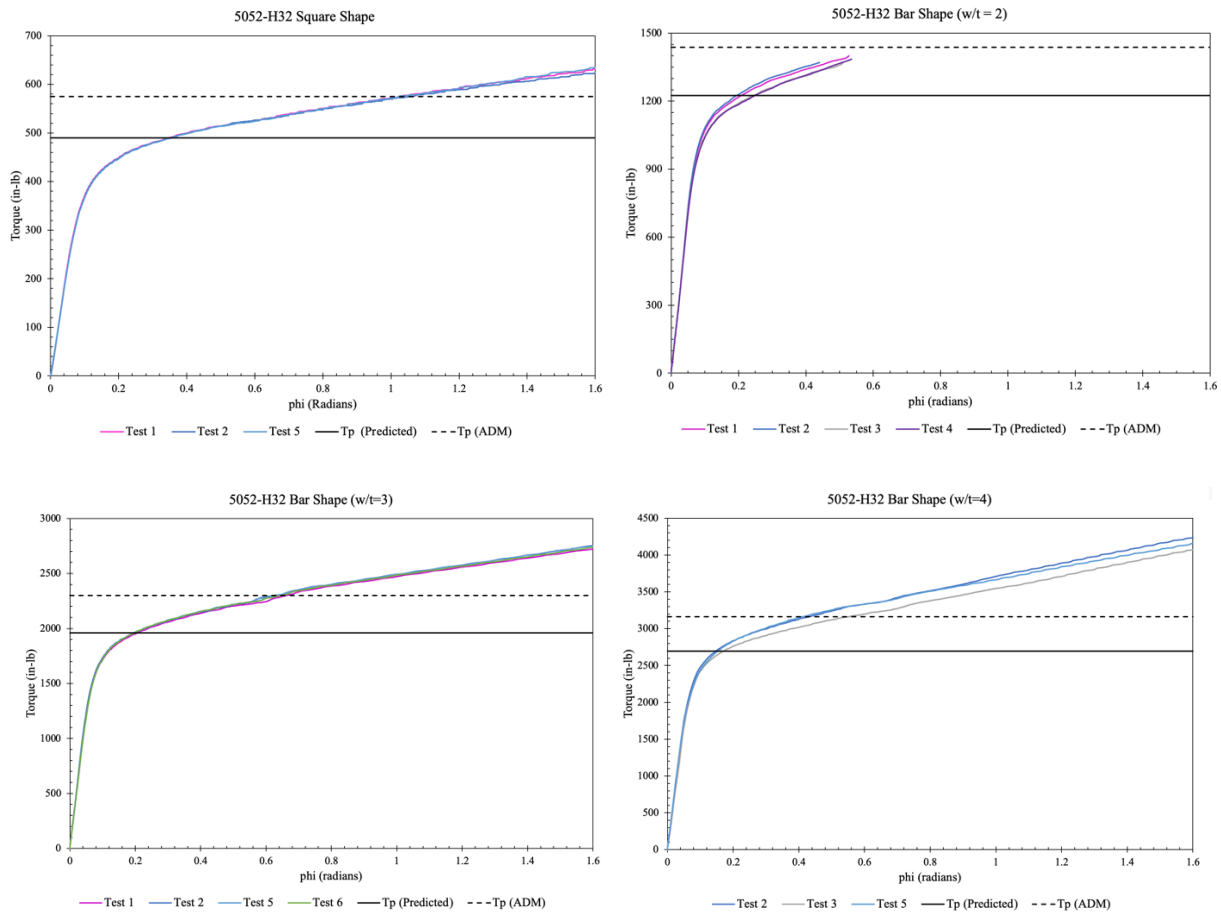 5052-H32 Square Shape
700
600
500
400
300
200
100
0
Torque (in-lb)
0 0.2 0.4 0.6 0.8 1 1.2 1.4 1.6
phi (Radians)
Test 1 Test 2 Test 5 Tp (Predicted) Tp (ADM)
5052-H32 Bar Shape (w/t = 2)
1500
1200
900
600
300
0
Torque (in-lb)
0 0.2 0.4 0.6 0.8 1 1.2 1.4 1.6
phi (radians)
Test 1 Test 2 Test 3 Test 4 Tp (Predicted) Tp (ADM)
5052-H32 Bar Shape (w/t=3)
3000
2500
2000
1500
1000
500
0
Torque (in-lb)
0 0.2 0.4 0.6 0.8 1 1.2 1.4 1.6
phi (radians)
Test 1 Test 2 Test 5 Test 6 Tp (Predicted) Tp (ADM)
5052-H32 Bar Shape (w/t=4)
4500
4000
3500
3000
2500
2000
1500
1000
500
0
Torque (in-lb)
0 0.2 0.4 0.6 0.8 1 1.2 1.4 1.6
phi (radians)
Test 2 Test 3 Test 5 Tp (Predicted) Tp (ADM)